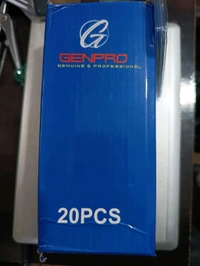 G
GENPRO
GENUINE & PROFESSIONAL
20PCS